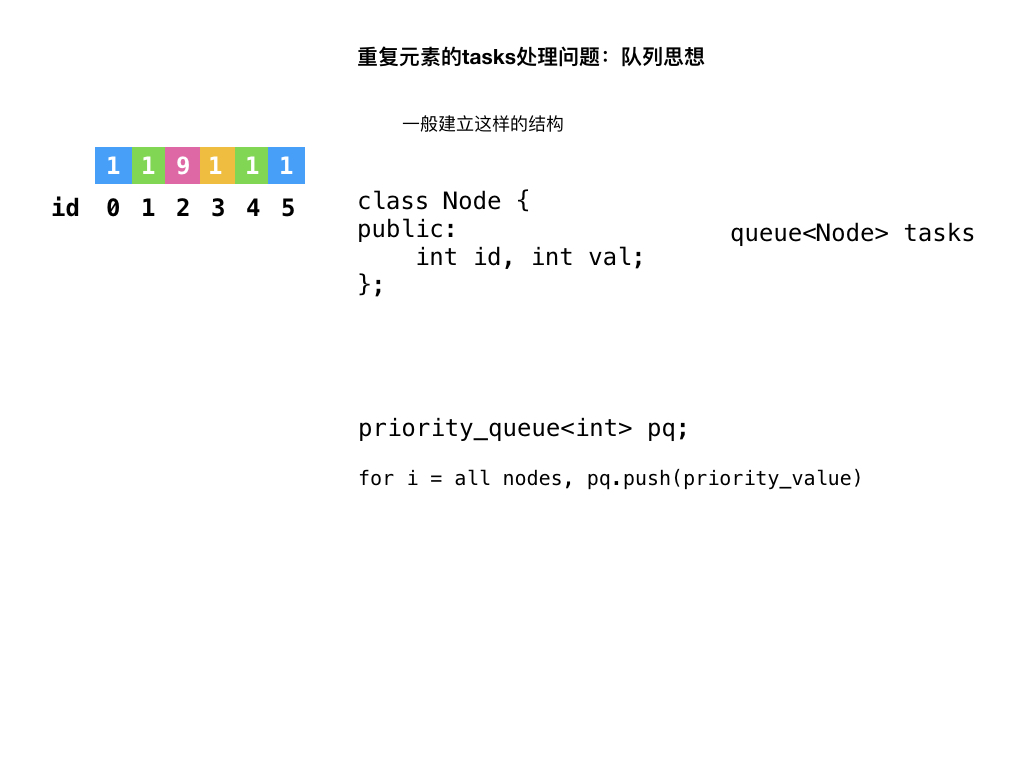 重复元素的tasks处理问题：队列思想
一般建立这样的结构
1 1 9 1 1 1
id 0 1 2 3 4 5
class Node {
public:
    int id, int val;
};
queue<Node> tasks
priority_queue<int> pq;
for i = all nodes, pq.push(priority_value)